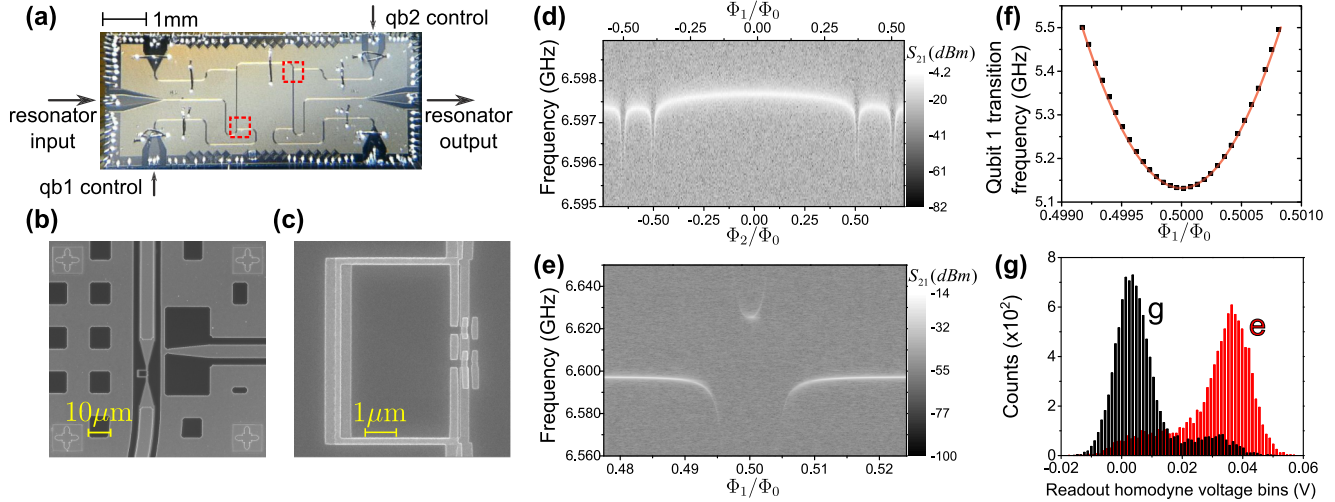 (a)
1mm
qb2 control
resonator
input
resonator
output
qb1 control
(b)
10μm
(c)
1μm
(d)
Φ1/Φ0
-0.50 -0.25 0.00 0.25 0.50
Frequency (GHz)
6.598
6.597
6.596
6.595
S21(dBm)
-4.2
-20
-41
-61
-82
-0.50 -0.25 0.00 0.25 0.50
Φ2/Φ0
(e)
Frequency (GHz)
6.640
6.620
6.600
6.580
6.560
S21(dBm)
-14
-33
-55
-77
-100
0.48 0.49 0.50 0.51 0.52
Φ1/Φ0
(f)
Qubit 1 transition
frequency (GHz)
5.5
5.4
5.3
5.2
5.1
0.4990 0.4995 0.5000 0.5005 0.5010
Φ1/Φ0
(g)
Counts (x10²)
8
6
4
2
0
g
e
-0.02 0.00 0.02 0.04 0.06
Readout homodyne voltage bins (V)